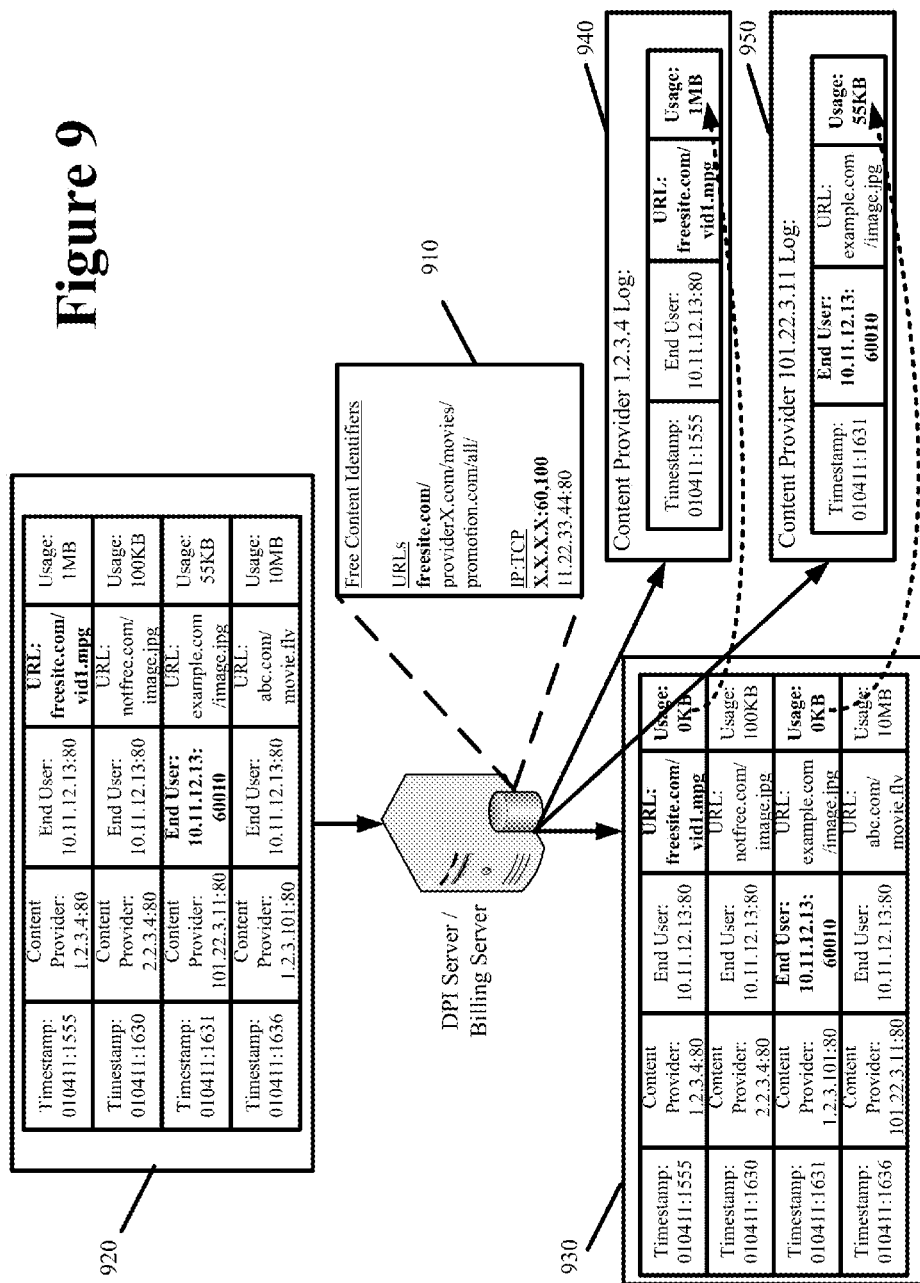 Figure 9
920
Timestamp:
010411:1555
Content
Provider:
1.2.3.4:80
End User:
10.11.12.13:80
URL:
freesite.com/
vid1.mpg
Usage:
1MB
Timestamp:
010411:1630
Content
Provider:
2.2.3.4:80
End User:
10.11.12.13:80
URL:
notfree.com/
image.jpg
Usage:
100KB
Timestamp:
010411:1631
Content
Provider:
101.22.3.11:80
End User:
10.11.12.13:
60010
URL:
example.com
/image.jpg
Usage:
55KB
Timestamp:
010411:1636
Content
Provider:
1.2.3.101:80
End User:
10.11.12.13:80
URL:
abc.com/
movie.flv
Usage:
10MB
DPI Server /
Billing Server
910
Free Content Identifiers
URLs
freesite.com/
providerX.com/movies/
promotion.com/all/
IP:TCP
X.X.X.X:60,100
11.22.33.44:80
930
Timestamp:
010411:1555
Content
Provider:
1.2.3.4:80
End User:
10.11.12.13:80
URL:
freesite.com/
vid1.mpg
Usage:
0KB
Timestamp:
010411:1630
Content
Provider:
2.2.3.4:80
End User:
10.11.12.13:80
URL:
notfree.com/
image.jpg
Usage:
100KB
Timestamp:
010411:1631
Content
Provider:
1.2.3.101:80
End User:
10.11.12.13:
60010
URL:
example.com
/image.jpg
Usage:
0KB
Timestamp:
010411:1636
Content
Provider:
101.22.3.11:80
End User:
10.11.12.13:80
URL:
abc.com/
movie.flv
Usage:
10MB
940
Content Provider 1.2.3.4 Log:
Timestamp:
010411:1555
End User:
10.11.12.13:80
URL:
freesite.com/
vid1.mpg
Usage:
1MB
950
Content Provider 101.22.3.11 Log:
Timestamp:
010411:1631
End User:
10.11.12.13:
60010
URL:
example.com
/image.jpg
Usage:
55KB